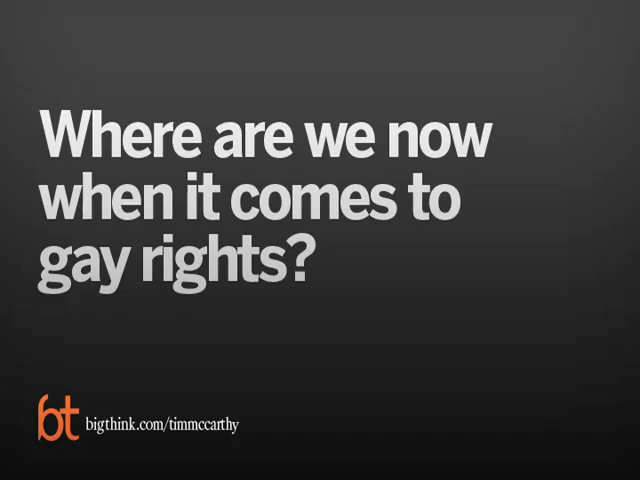 Where are we now
when it comes to
gay rights?
bt bigthink.com/timmccarthy